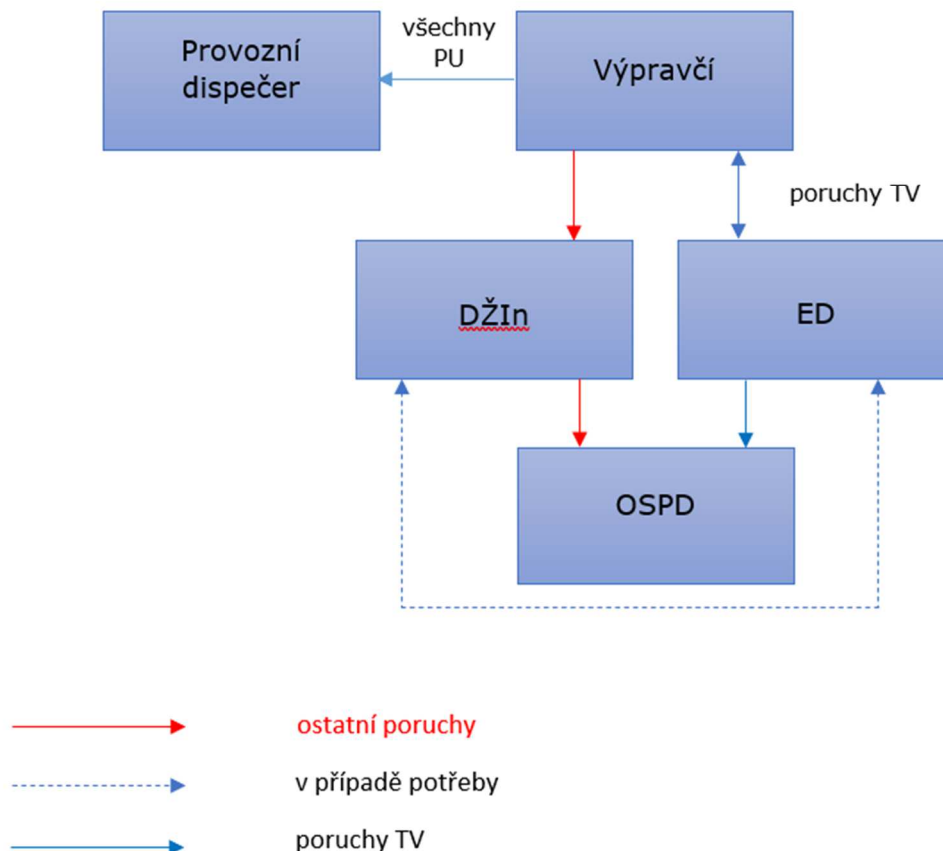 Provozní
dispečer
všechny
PU
Výpravčí
poruchy TV
DŽIn
ED
OSPD
ostatní poruchy
v případě potřeby
poruchy TV